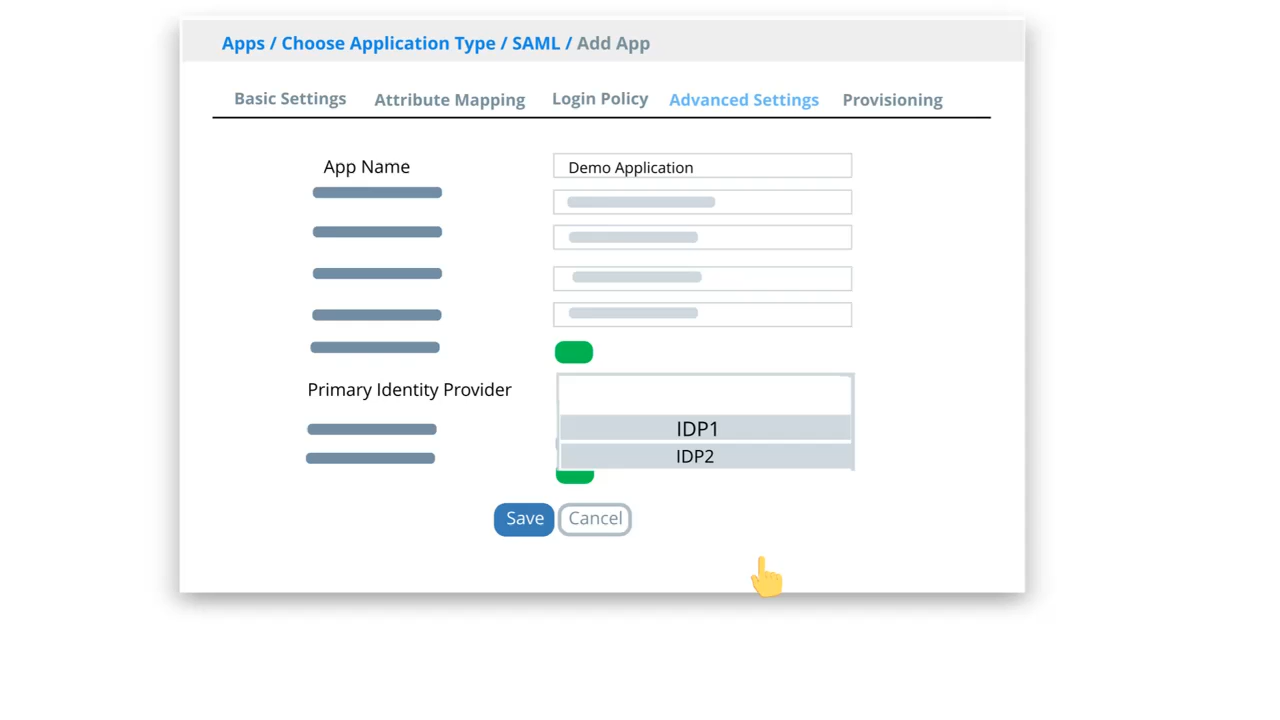 Apps / Choose Application Type / SAML / Add App
Basic Settings Attribute Mapping Login Policy Advanced Settings Provisioning
App Name Demo Application
Primary Identity Provider
IDP1
IDP2
Save Cancel